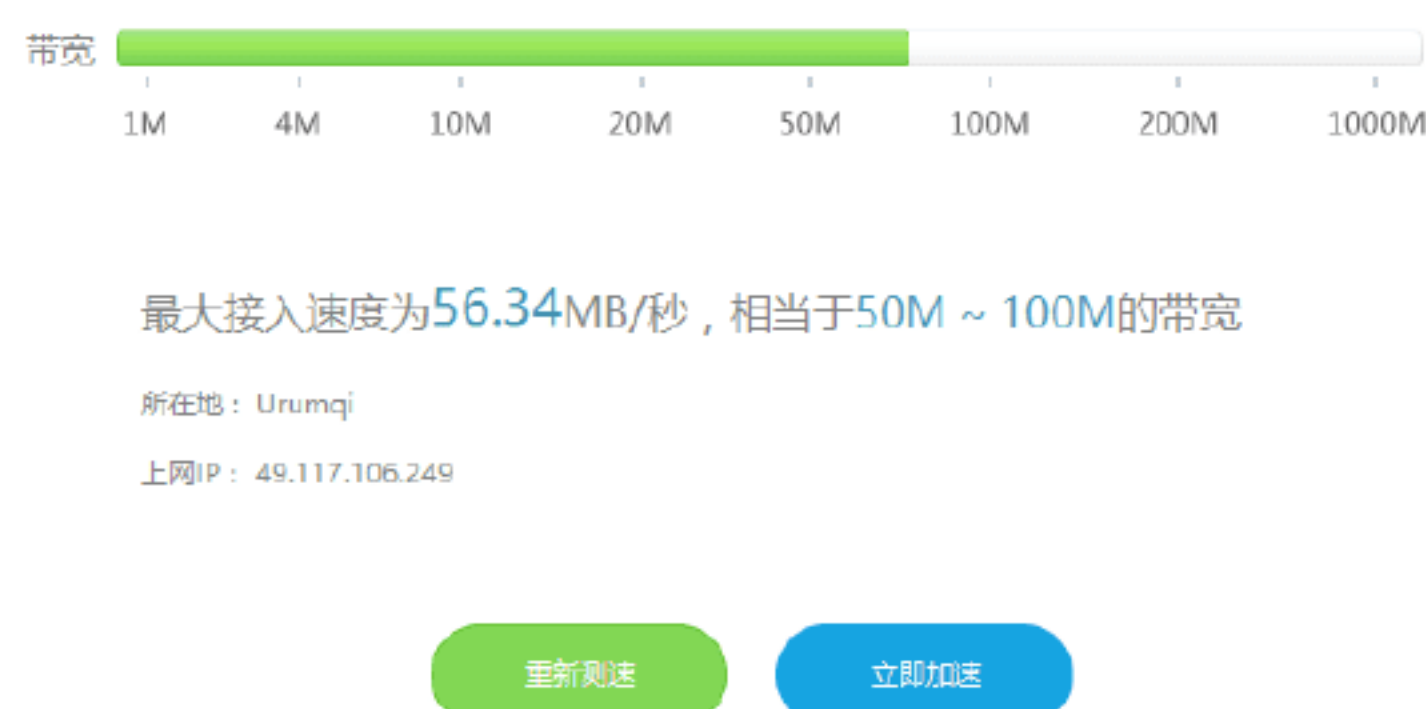 带宽
1M 4M 10M 20M 50M 100M 200M 1000M
最大接入速度为56.34MB/秒，相当于50M ~ 100M的带宽
所在地： Urumqi
上网IP： 49.117.106.249
重新测速 立即加速